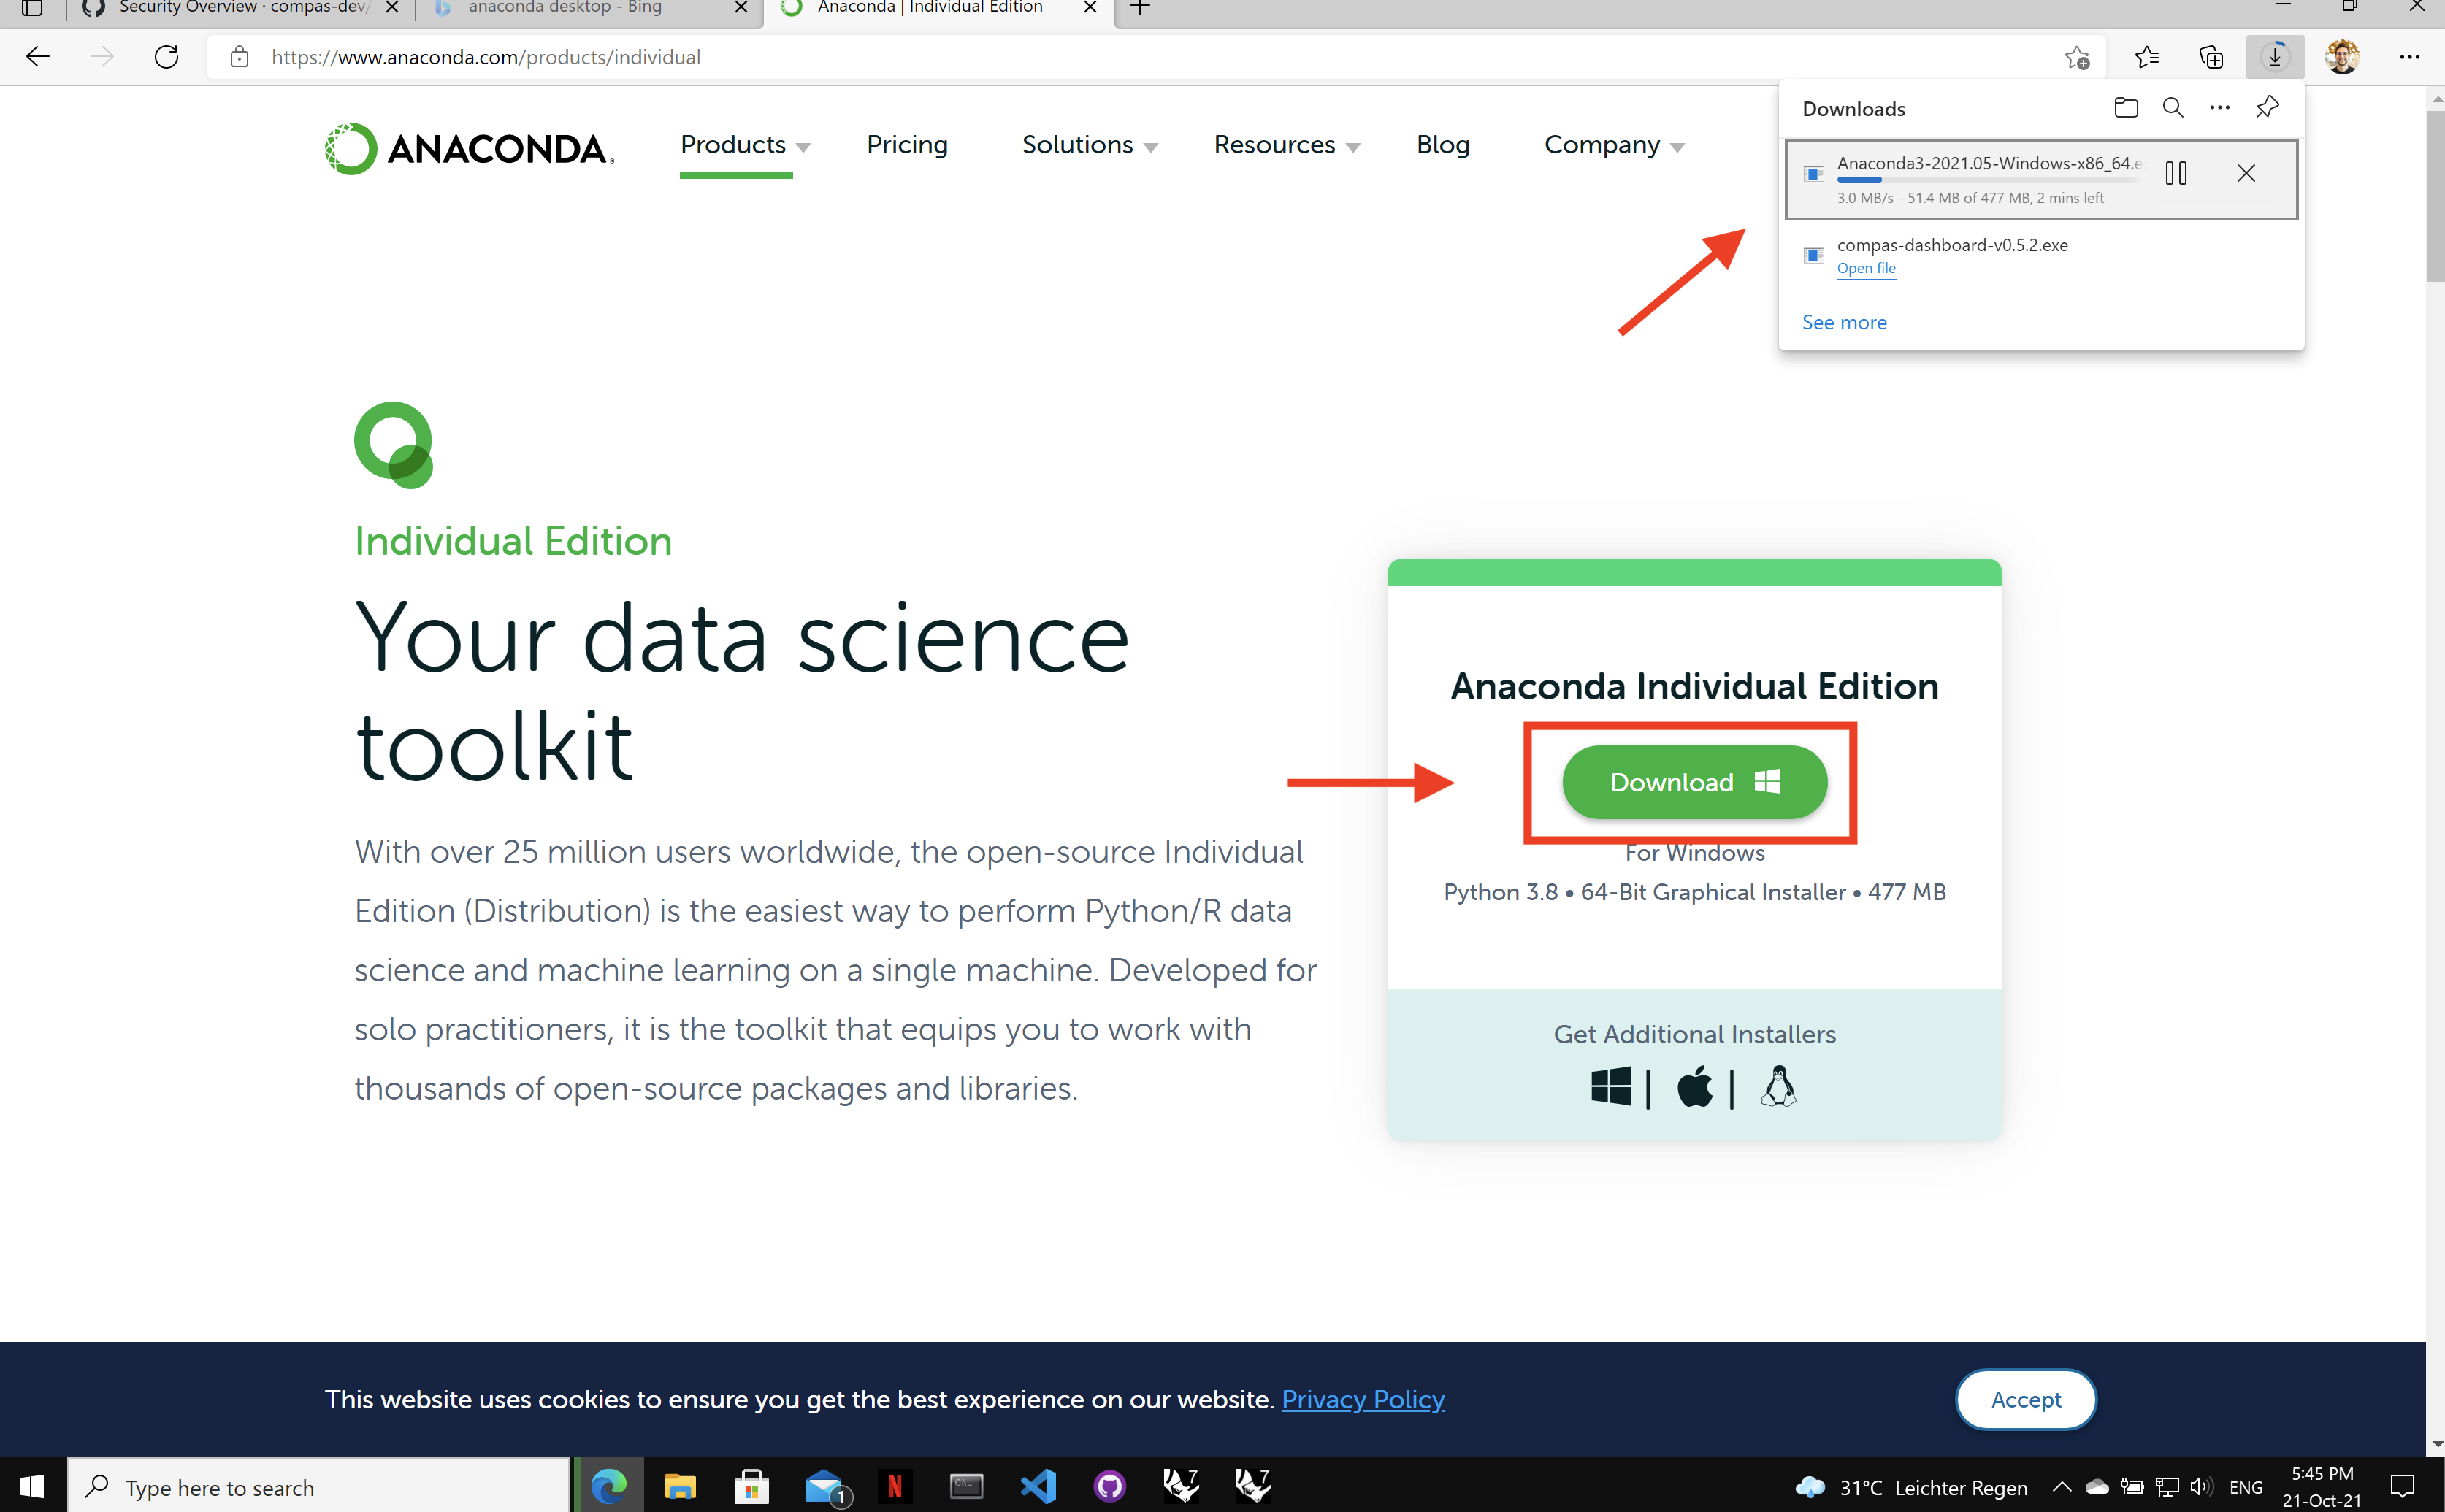 Security Overview · compas-dev/
anaconda desktop - Bing
Anaconda | Individual Edition
https://www.anaconda.com/products/individual
Downloads
Anaconda3-2021.05-Windows-x86_64.e
3.0 MB/s - 51.4 MB of 477 MB, 2 mins left
compas-dashboard-v0.5.2.exe
Open file
See more
ANACONDA.
Products
Pricing
Solutions
Resources
Blog
Company
Individual Edition
Your data science
toolkit
With over 25 million users worldwide, the open-source Individual
Edition (Distribution) is the easiest way to perform Python/R data
science and machine learning on a single machine. Developed for
solo practitioners, it is the toolkit that equips you to work with
thousands of open-source packages and libraries.
Anaconda Individual Edition
Download
For Windows
Python 3.8 • 64-Bit Graphical Installer • 477 MB
Get Additional Installers
This website uses cookies to ensure you get the best experience on our website. Privacy Policy
Accept
Type here to search
1
N
7
7
31°C Leichter Regen
ENG
5:45 PM
21-Oct-21